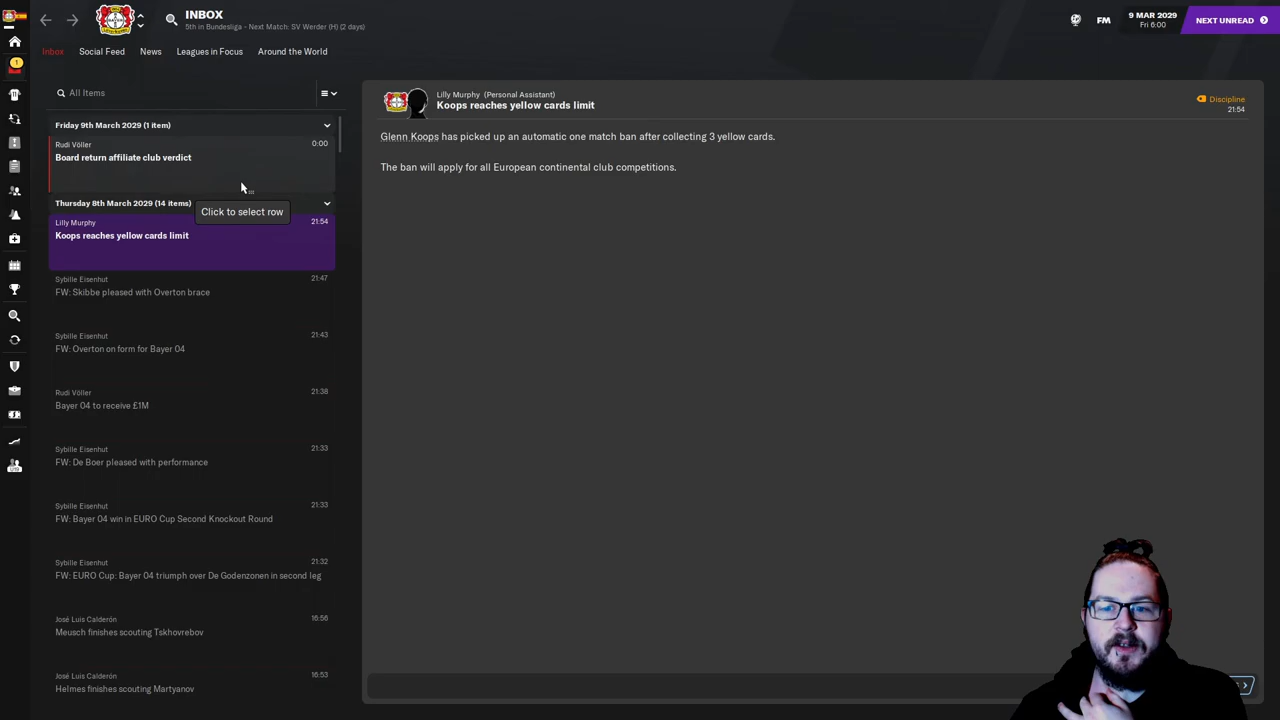 INBOX
5th in Bundesliga - Next Match: SV Werder (H) (2 days)
FM
9 MAR 2029
Fri 6:00
NEXT UNREAD
1
Inbox
Social Feed
News
Leagues in Focus
Around the World
All Items
Friday 9th March 2029 (1 item)
Rudi Völler
0:00
Board return affiliate club verdict
Thursday 8th March 2029 (14 items)
Click to select row
Lilly Murphy
21:54
Koops reaches yellow cards limit
Sybille Eisenhut
21:47
FW: Skibbe pleased with Overton brace
Sybille Eisenhut
21:43
FW: Overton on form for Bayer 04
Rudi Völler
21:38
Bayer 04 to receive £1M
Sybille Eisenhut
21:33
FW: De Boer pleased with performance
Sybille Eisenhut
21:33
FW: Bayer 04 win in EURO Cup Second Knockout Round
Sybille Eisenhut
21:32
FW: EURO Cup: Bayer 04 triumph over De Godenzonen in second leg
José Luis Calderón
16:56
Meusch finishes scouting Tskhovrebov
José Luis Calderón
16:53
Helmes finishes scouting Martyanov
Lilly Murphy (Personal Assistant)
Koops reaches yellow cards limit
Discipline
21:54
Glenn Koops has picked up an automatic one match ban after collecting 3 yellow cards.
The ban will apply for all European continental club competitions.